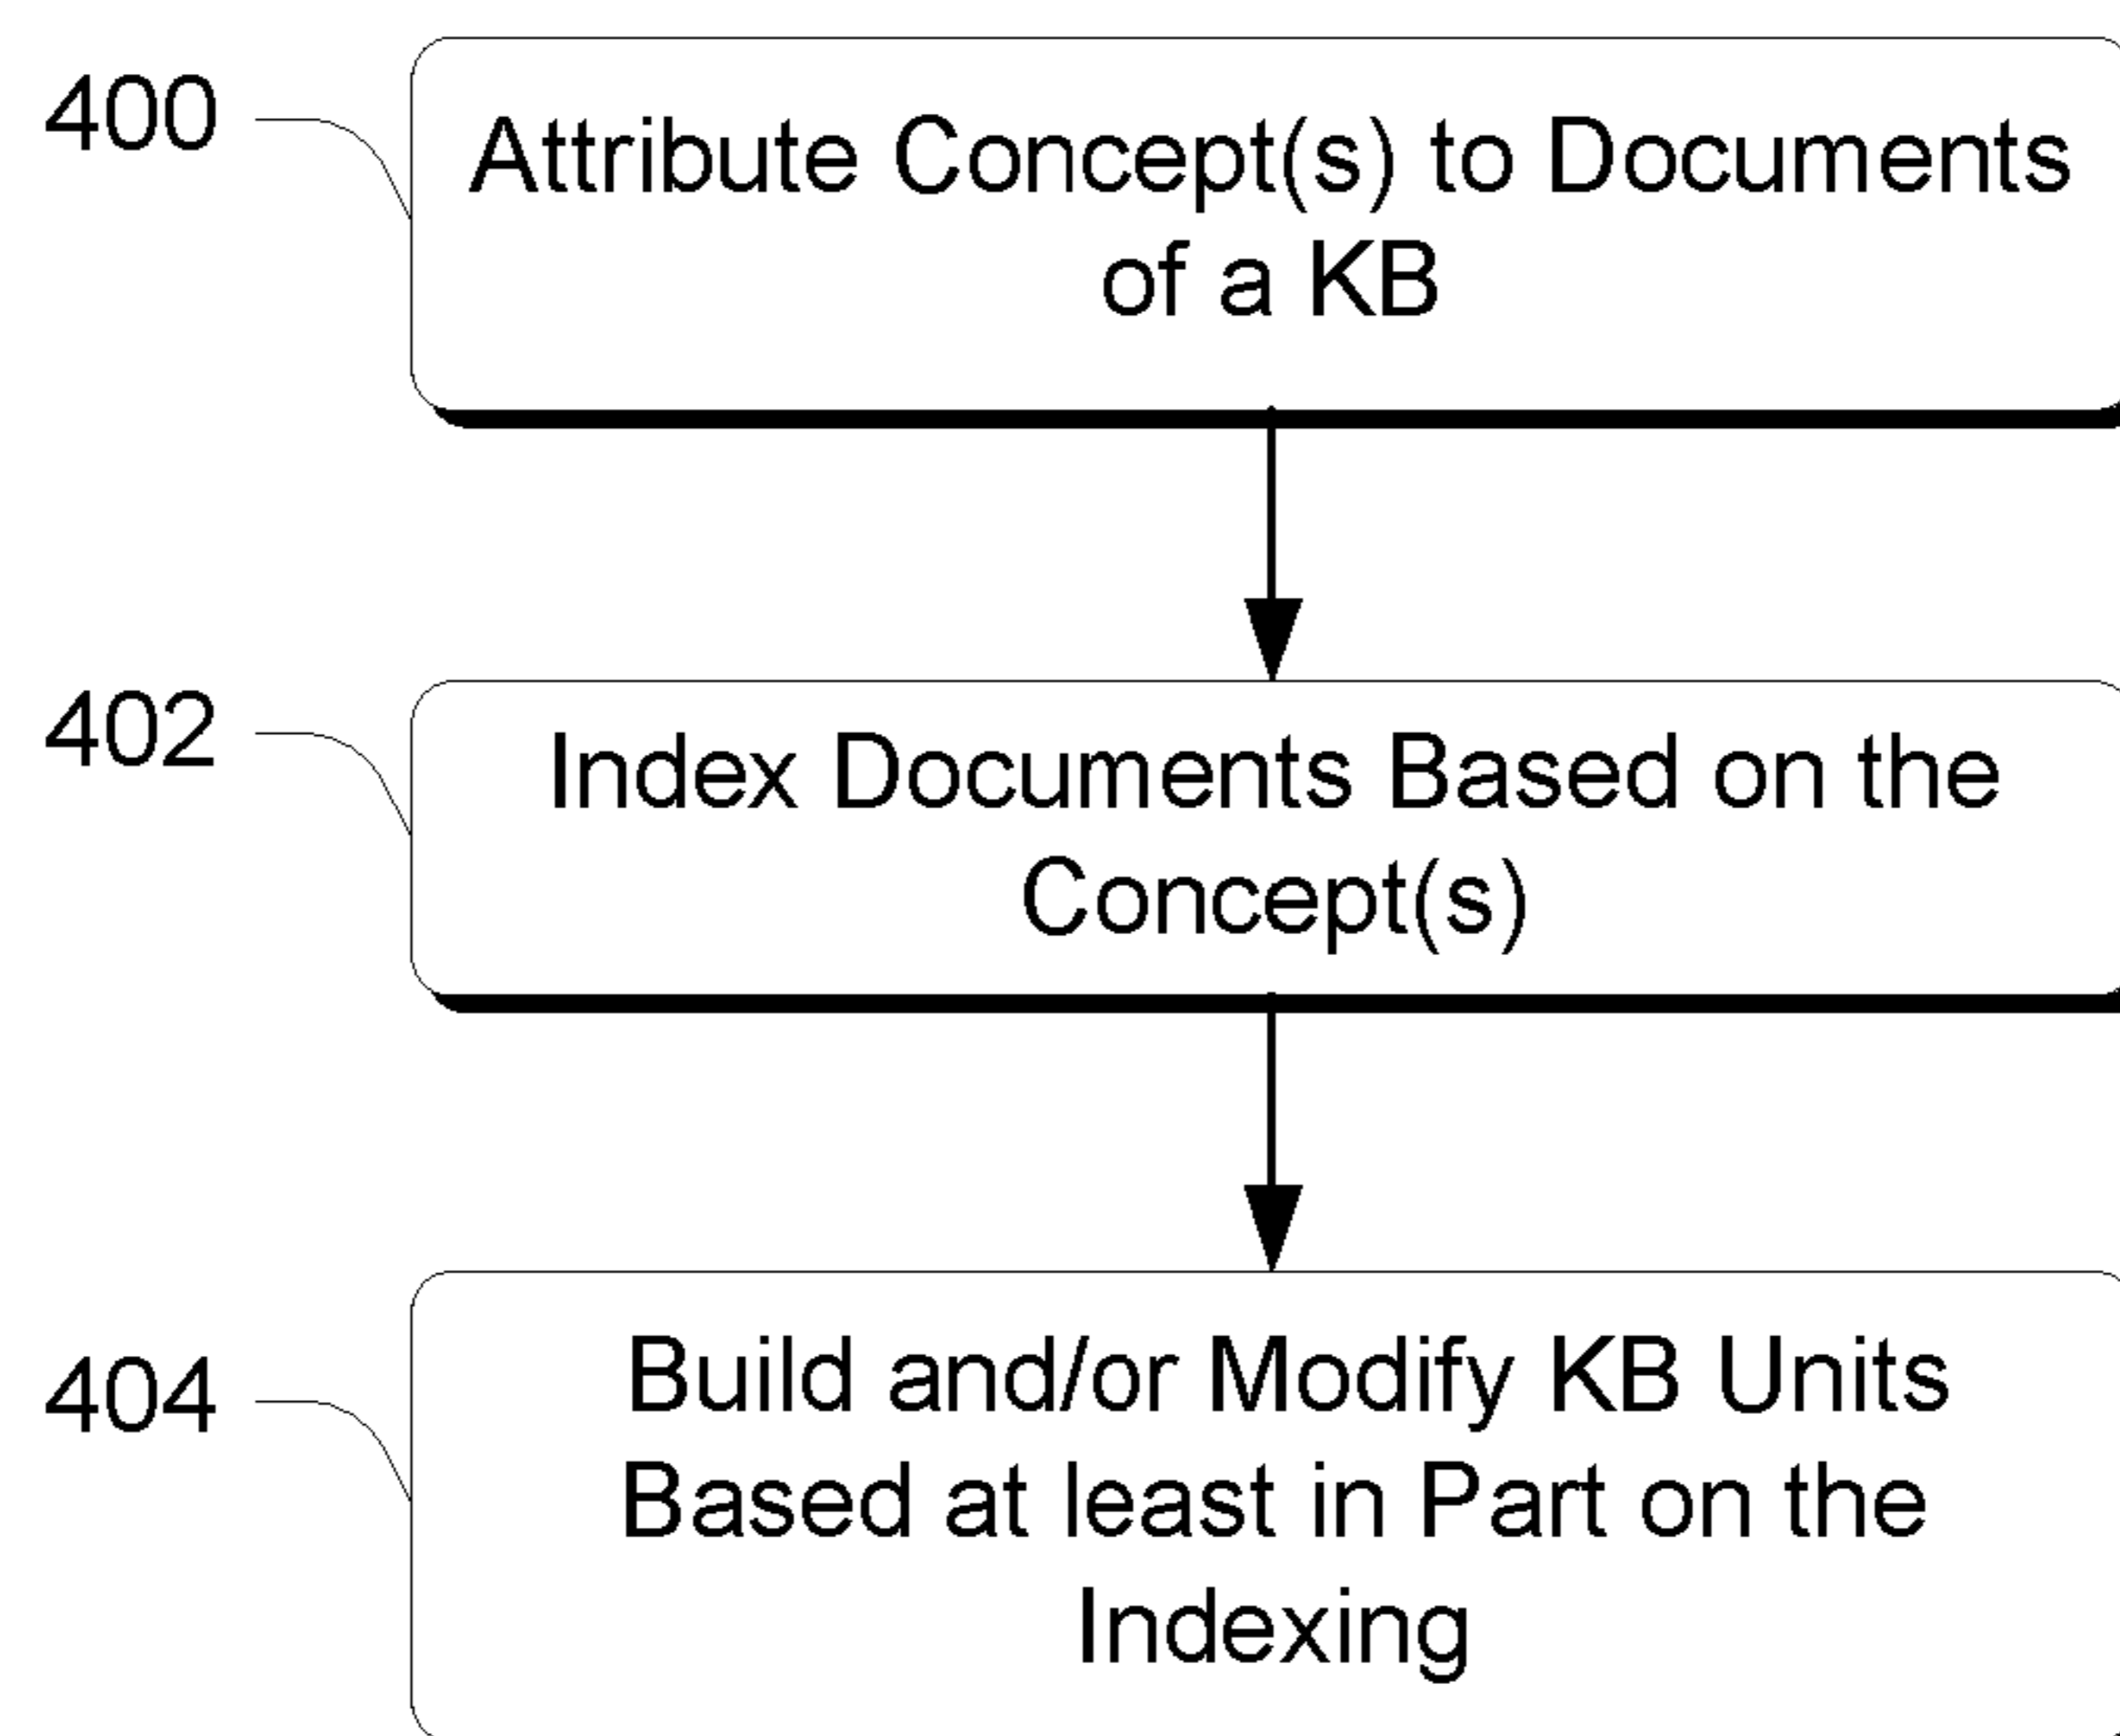 400
Attribute Concept(s) to Documents
of a KB
402
Index Documents Based on the
Concept(s)
404
Build and/or Modify KB Units
Based at least in Part on the
Indexing